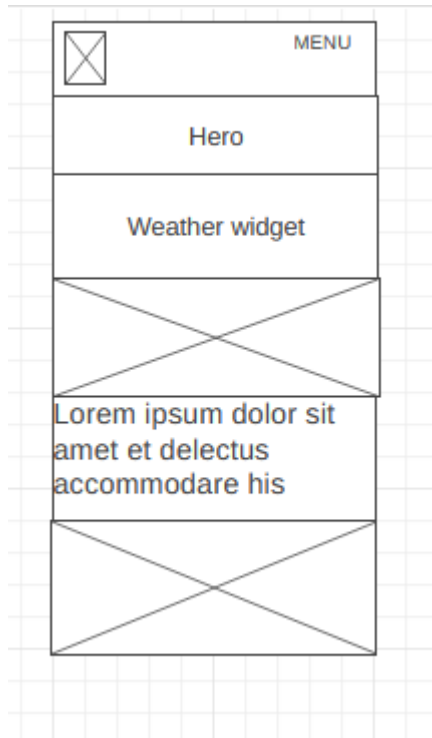 MENU
Hero
Weather widget
Lorem ipsum dolor sit
amet et delectus
accommodare his